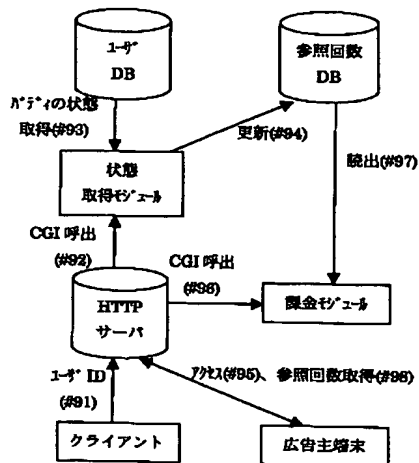 ユーザ
DB
参照回数
DB
バディの状態
取得(#93)
更新(#94)
読出(#97)
状態
取得モジュール
CGI 呼出
(#92)
CGI 呼出
(#96)
HTTP
サーバ
課金モジュール
ユーザ ID
(#91)
アクセス(#95)、参照回数取得(#98)
クライアント
広告主端末